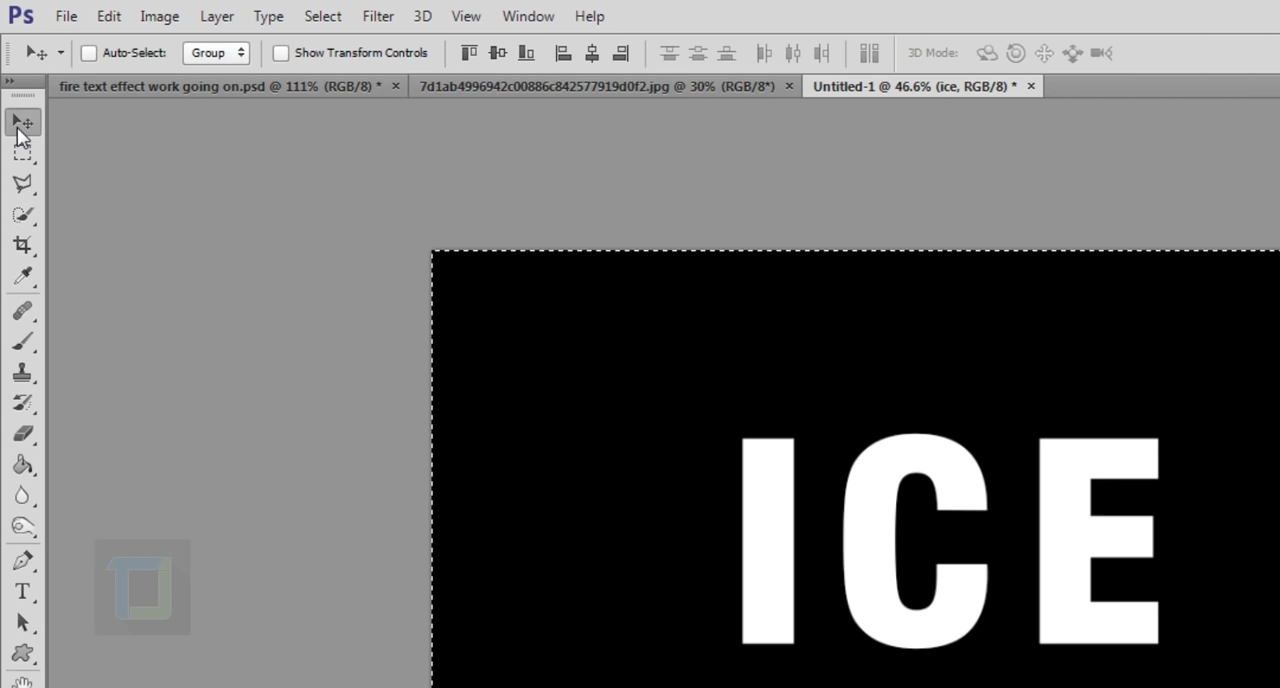 Ps File Edit Image Layer Type Select Filter 3D View Window Help
Auto-Select: Group Show Transform Controls 3D Mode:
fire text effect work going on.psd @ 111% (RGB/8) * × 7d1ab4996942c00886c842577919d0f2.jpg @ 30% (RGB/8*) × Untitled-1 @ 46.6% (ice, RGB/8) * ×
ICE
T